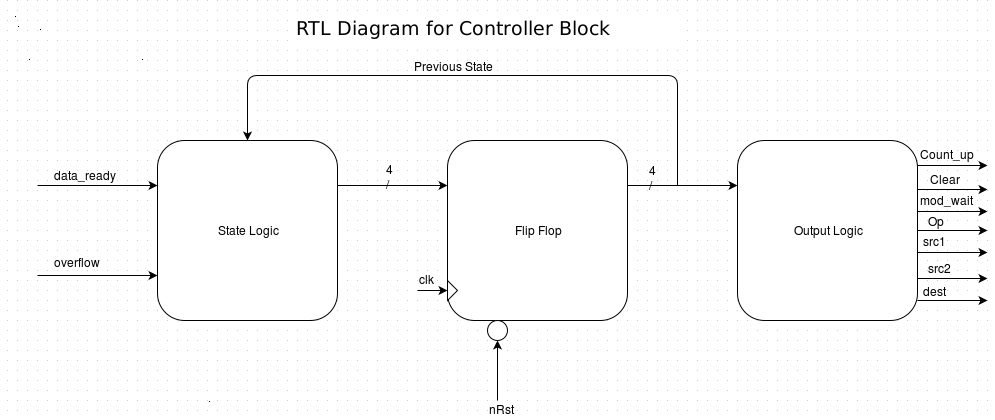 RTL Diagram for Controller Block
Previous State
data_ready
overflow
State Logic
4
clk
Flip Flop
nRst
4
Output Logic
Count_up
Clear
mod_wait
Op
src1
src2
dest